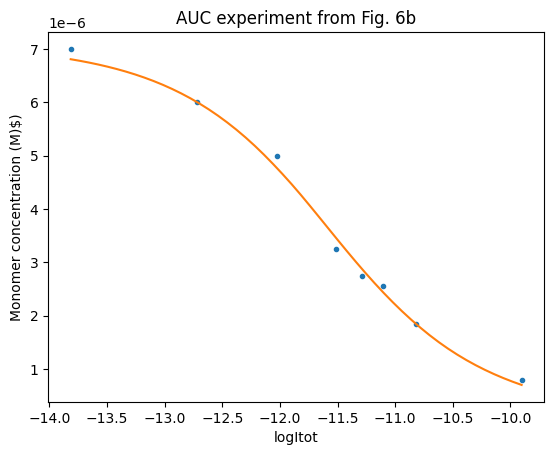 AUC experiment from Fig. 6b
1e−6
7
6
5
4
3
2
1
Monomer concentration (M)$)
−14.0 −13.5 −13.0 −12.5 −12.0 −11.5 −11.0 −10.5 −10.0
logItot